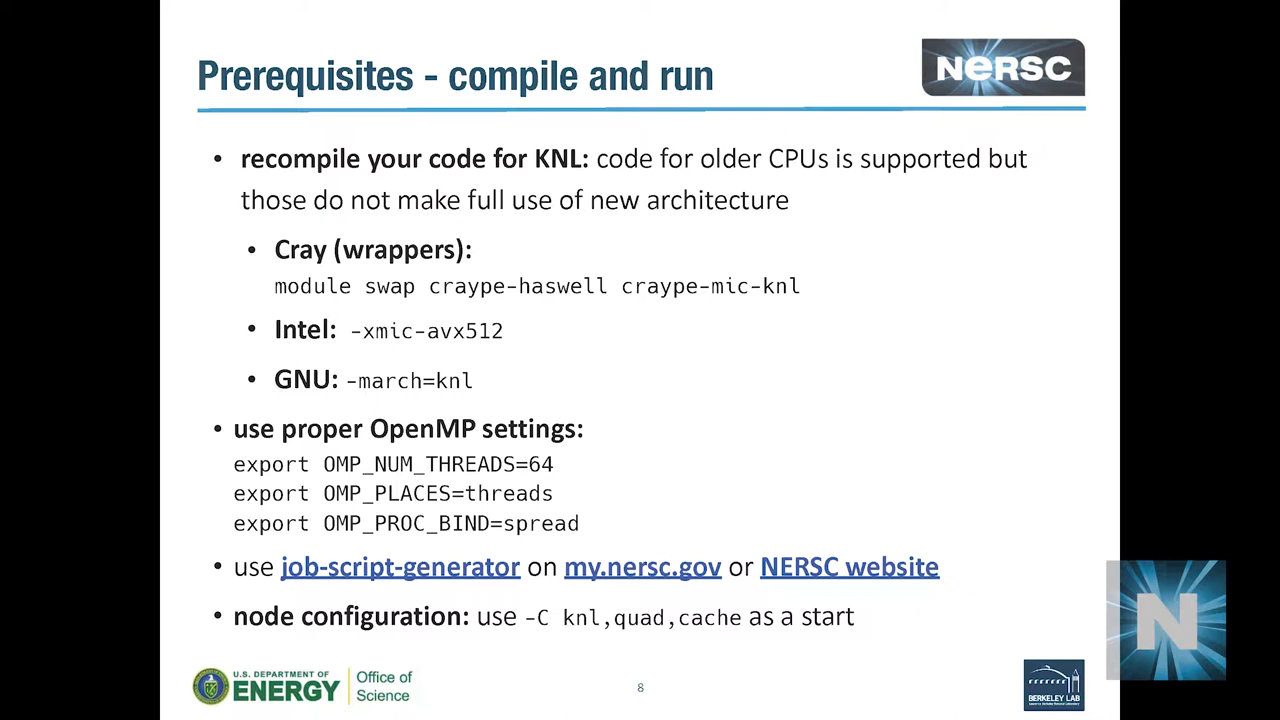 Prerequisites - compile and run
NERSC
• recompile your code for KNL: code for older CPUs is supported but
those do not make full use of new architecture
• Cray (wrappers):
module swap craype-haswell craype-mic-knl
• Intel: -xmic-avx512
• GNU: -march=knl
• use proper OpenMP settings:
export OMP_NUM_THREADS=64
export OMP_PLACES=threads
export OMP_PROC_BIND=spread
• use job-script-generator on my.nersc.gov or NERSC website
• node configuration: use -C knl,quad,cache as a start
N
U.S. DEPARTMENT OF
ENERGY
Office of
Science
8
BERKELEY LAB